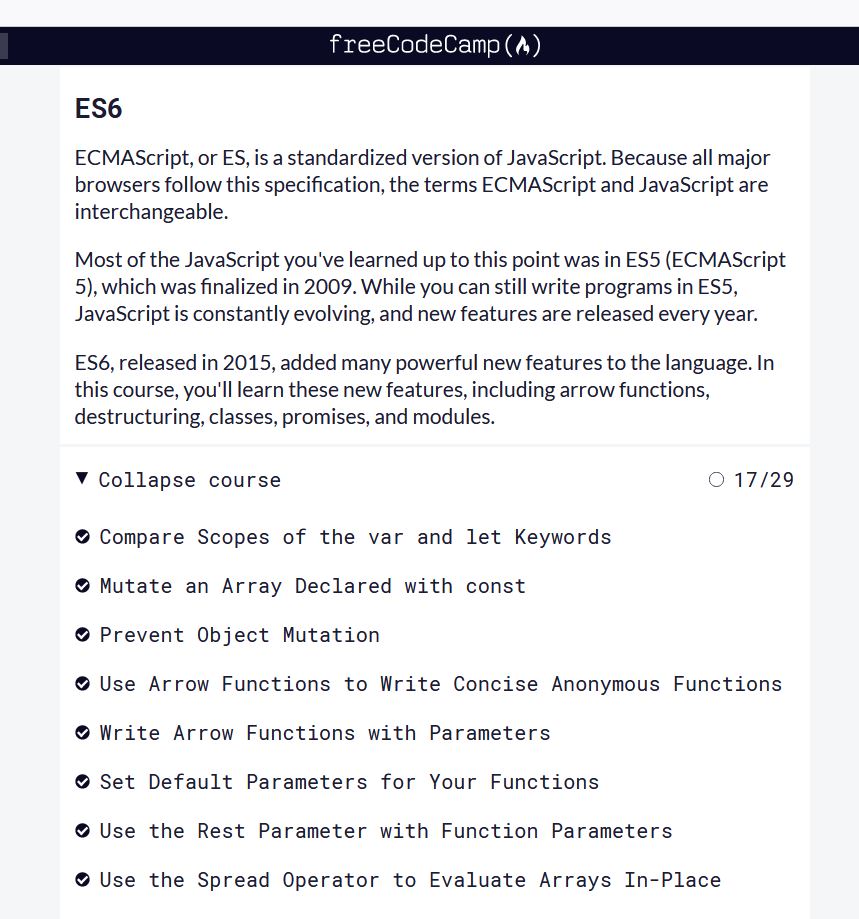 freeCodeCamp
ES6
ECMAScript, or ES, is a standardized version of JavaScript. Because all major
browsers follow this specification, the terms ECMAScript and JavaScript are
interchangeable.
Most of the JavaScript you've learned up to this point was in ES5 (ECMAScript
5), which was finalized in 2009. While you can still write programs in ES5,
JavaScript is constantly evolving, and new features are released every year.
ES6, released in 2015, added many powerful new features to the language. In
this course, you'll learn these new features, including arrow functions,
destructuring, classes, promises, and modules.
Collapse course 17/29
Compare Scopes of the var and let Keywords
Mutate an Array Declared with const
Prevent Object Mutation
Use Arrow Functions to Write Concise Anonymous Functions
Write Arrow Functions with Parameters
Set Default Parameters for Your Functions
Use the Rest Parameter with Function Parameters
Use the Spread Operator to Evaluate Arrays In-Place